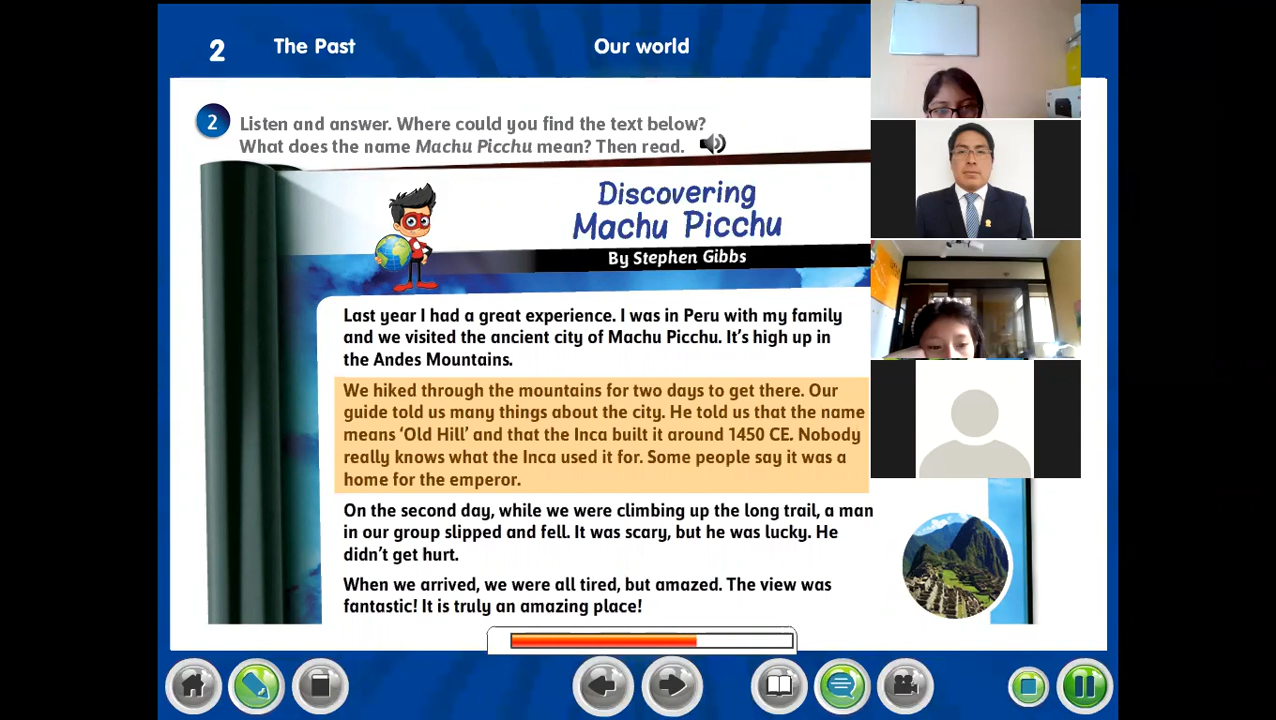 2 The Past Our world
2 Listen and answer. Where could you find the text below?
What does the name Machu Picchu mean? Then read.
Discovering
Machu Picchu
By Stephen Gibbs
Last year I had a great experience. I was in Peru with my family
and we visited the ancient city of Machu Picchu. It's high up in
the Andes Mountains.
We hiked through the mountains for two days to get there. Our
guide told us many things about the city. He told us that the name
means ‘Old Hill’ and that the Inca built it around 1450 CE. Nobody
really knows what the Inca used it for. Some people say it was a
home for the emperor.
On the second day, while we were climbing up the long trail, a man
in our group slipped and fell. It was scary, but he was lucky. He
didn't get hurt.
When we arrived, we were all tired, but amazed. The view was
fantastic! It is truly an amazing place!